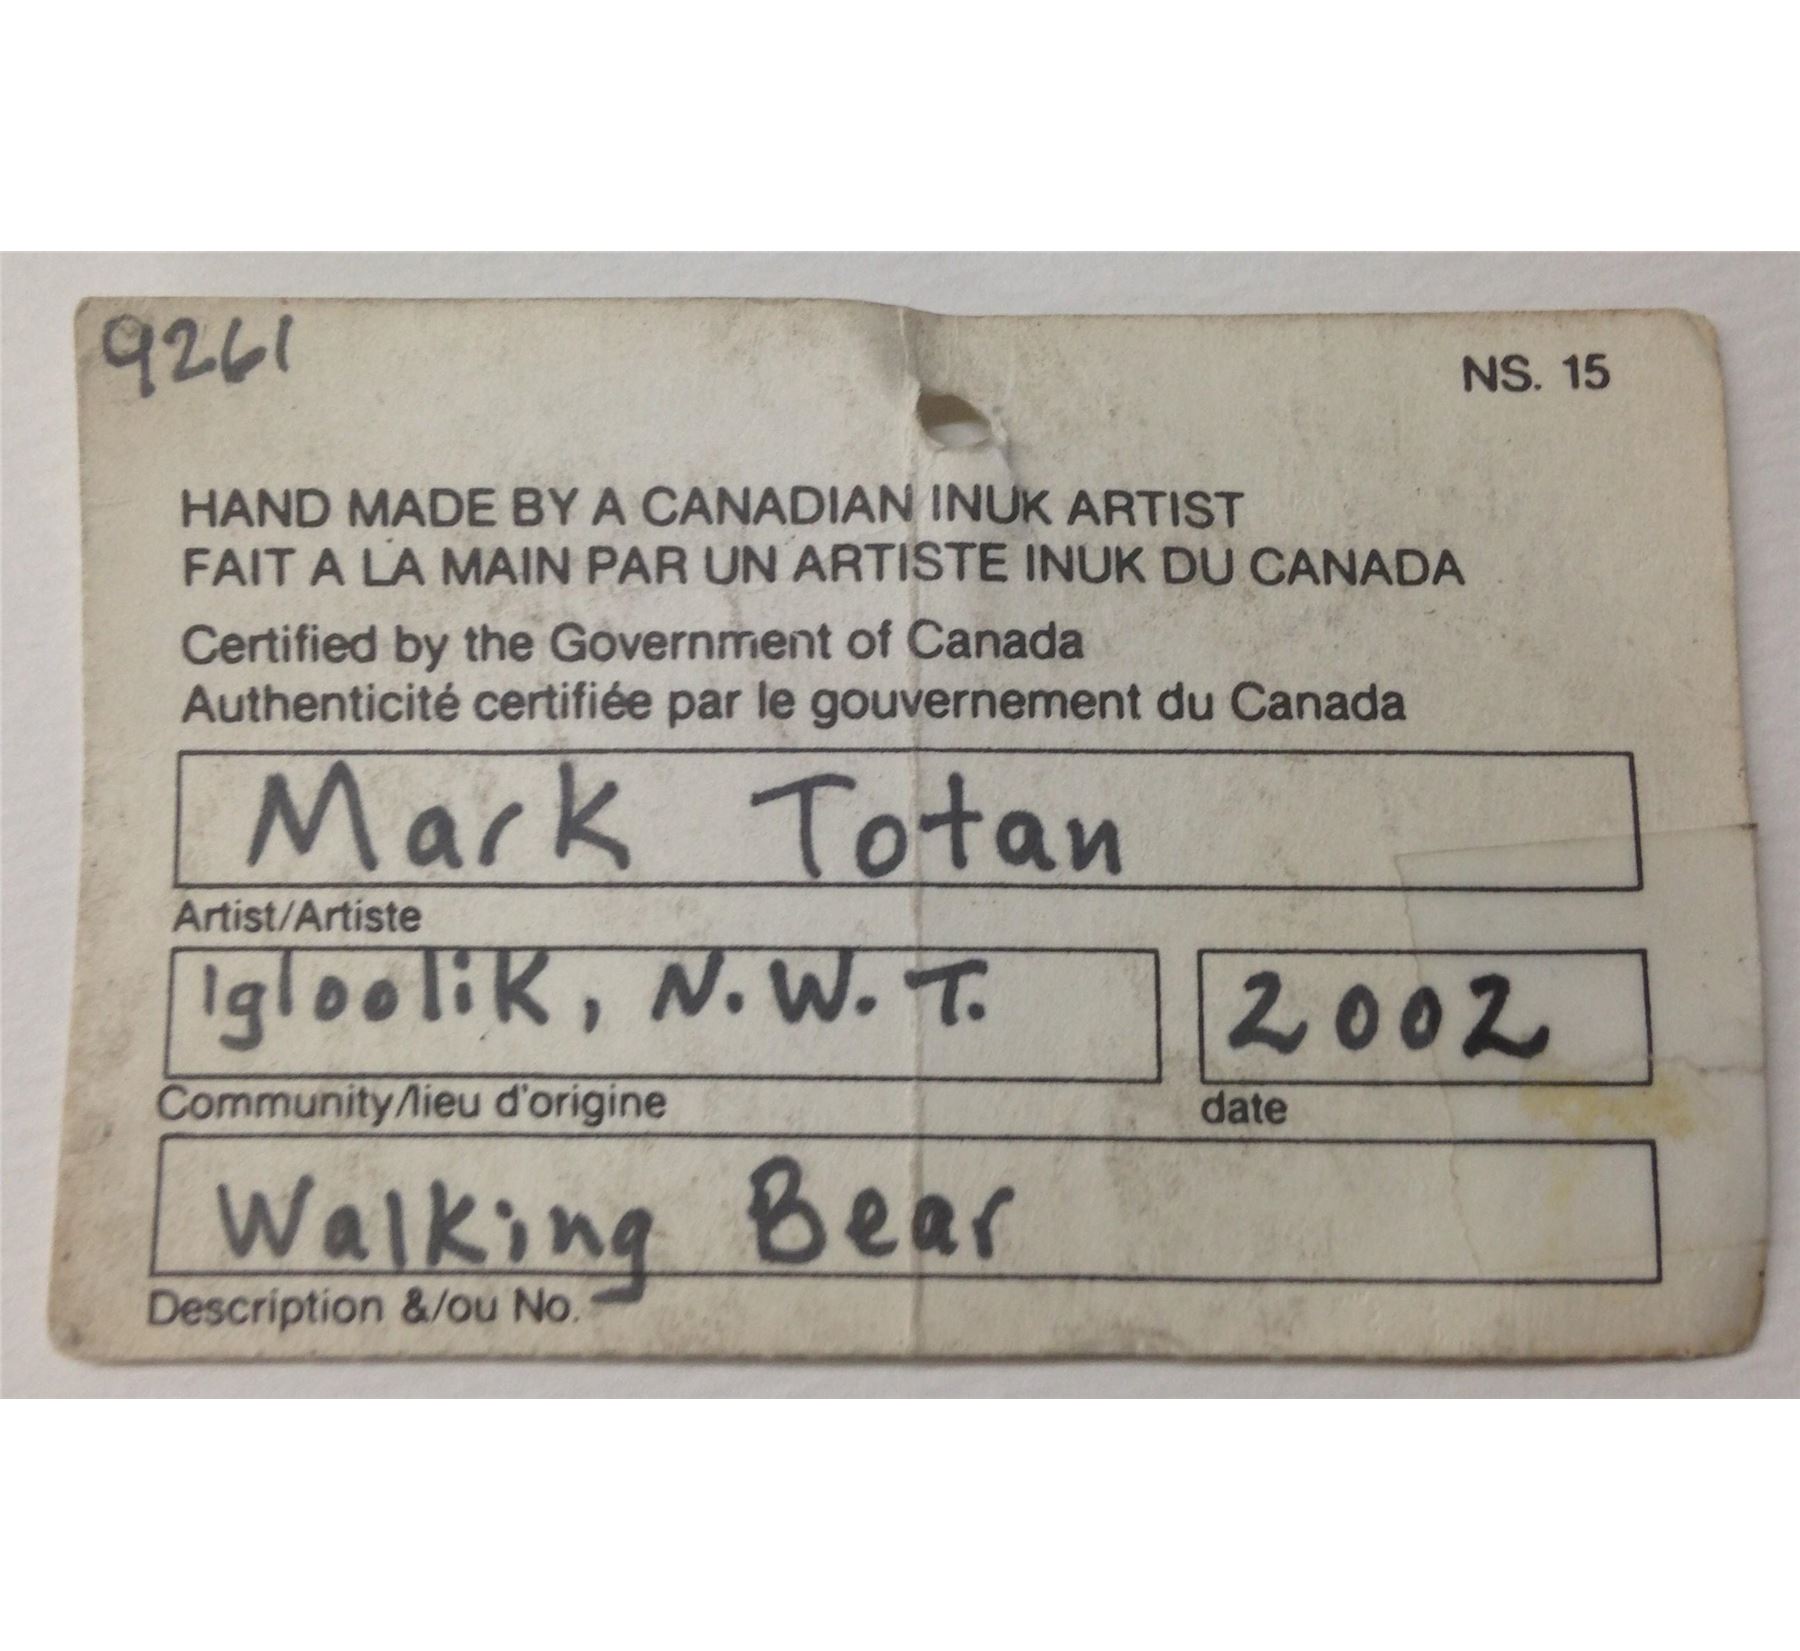 9261
NS. 15
HAND MADE BY A CANADIAN INUK ARTIST
FAIT A LA MAIN PAR UN ARTISTE INUK DU CANADA
Certified by the Government of Canada
Authenticité certifiée par le gouvernement du Canada
Mark Totan
Artist/Artiste
Igloolik, N.W.T.
2002
Community/lieu d'origine
date
Walking Bear
Description &/ou No.